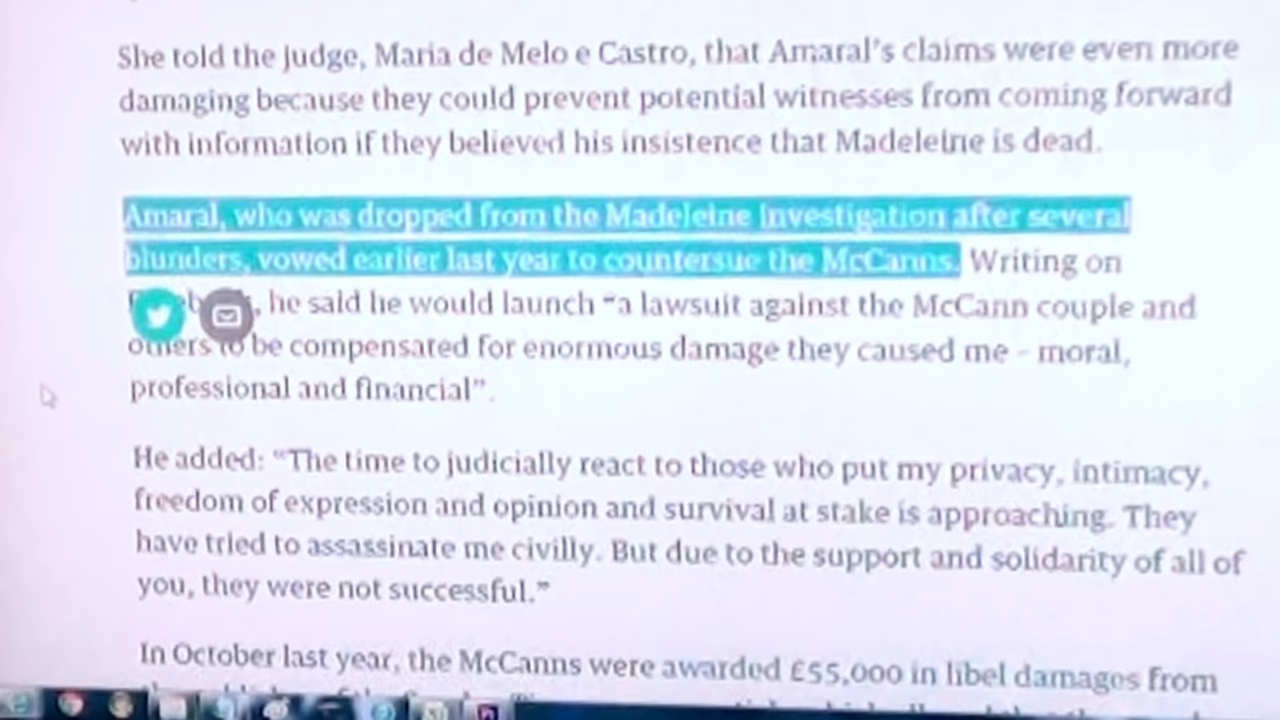 She told the judge, Maria de Melo e Castro, that Amaral’s claims were even more
damaging because they could prevent potential witnesses from coming forward
with information if they believed his insistence that Madeleine is dead.
Amaral, who was dropped from the Madeleine investigation after several
blunders, vowed earlier last year to countersue the McCanns. Writing on
, he said he would launch “a lawsuit against the McCann couple and
others to be compensated for enormous damage they caused me – moral,
professional and financial”.
He added: “The time to judicially react to those who put my privacy, intimacy,
freedom of expression and opinion and survival at stake is approaching. They
have tried to assassinate me civilly. But due to the support and solidarity of all of
you, they were not successful.”
In October last year, the McCanns were awarded £55,000 in libel damages from